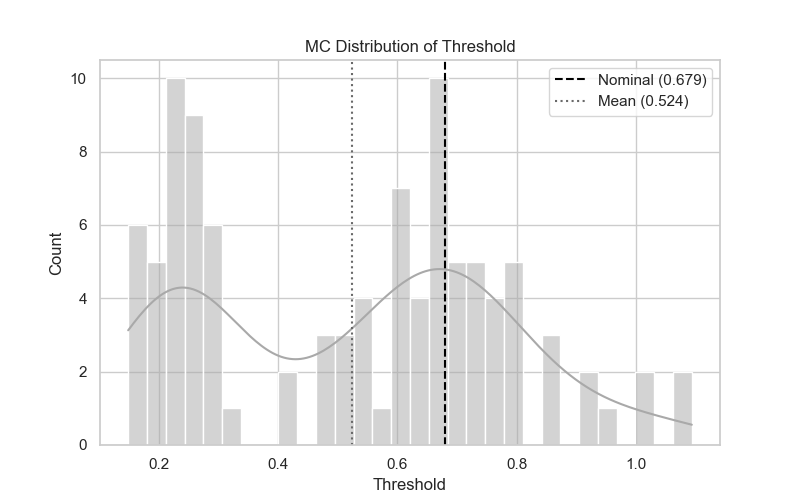 MC Distribution of Threshold
Nominal (0.679)
Mean (0.524)
10
8
6
4
2
0
Count
0.2
0.4
0.6
0.8
1.0
Threshold